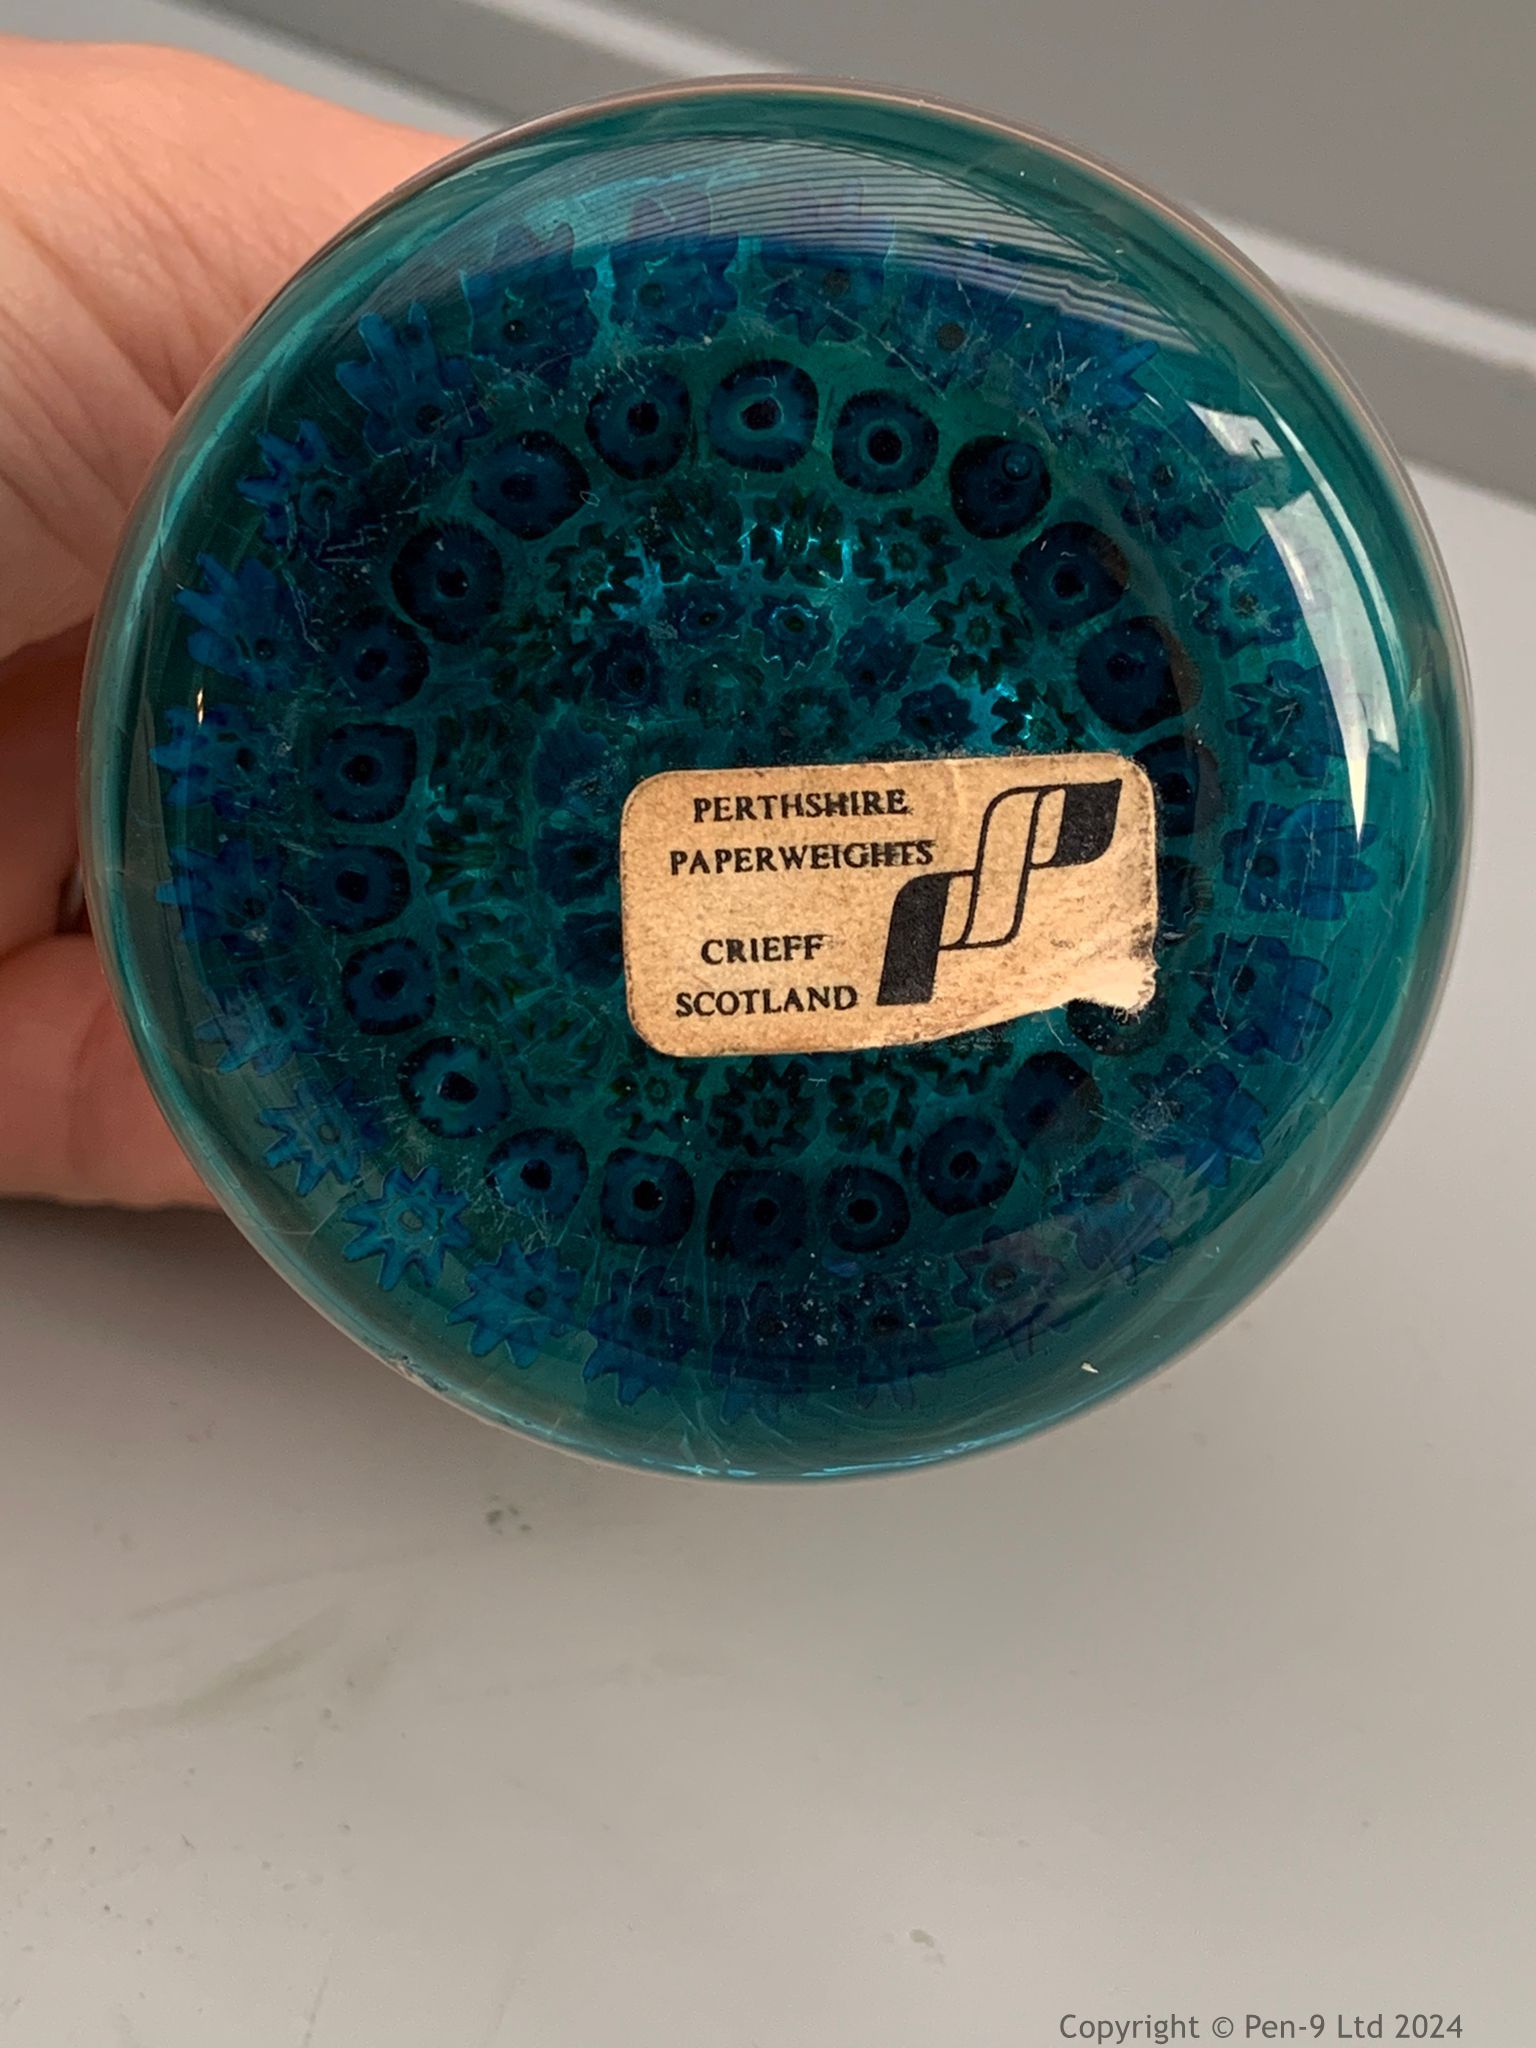 PERTHSHIRE
PAPERWEIGHTS
CRIEFF
SCOTLAND
Copyright © Pen-9 Ltd 2024